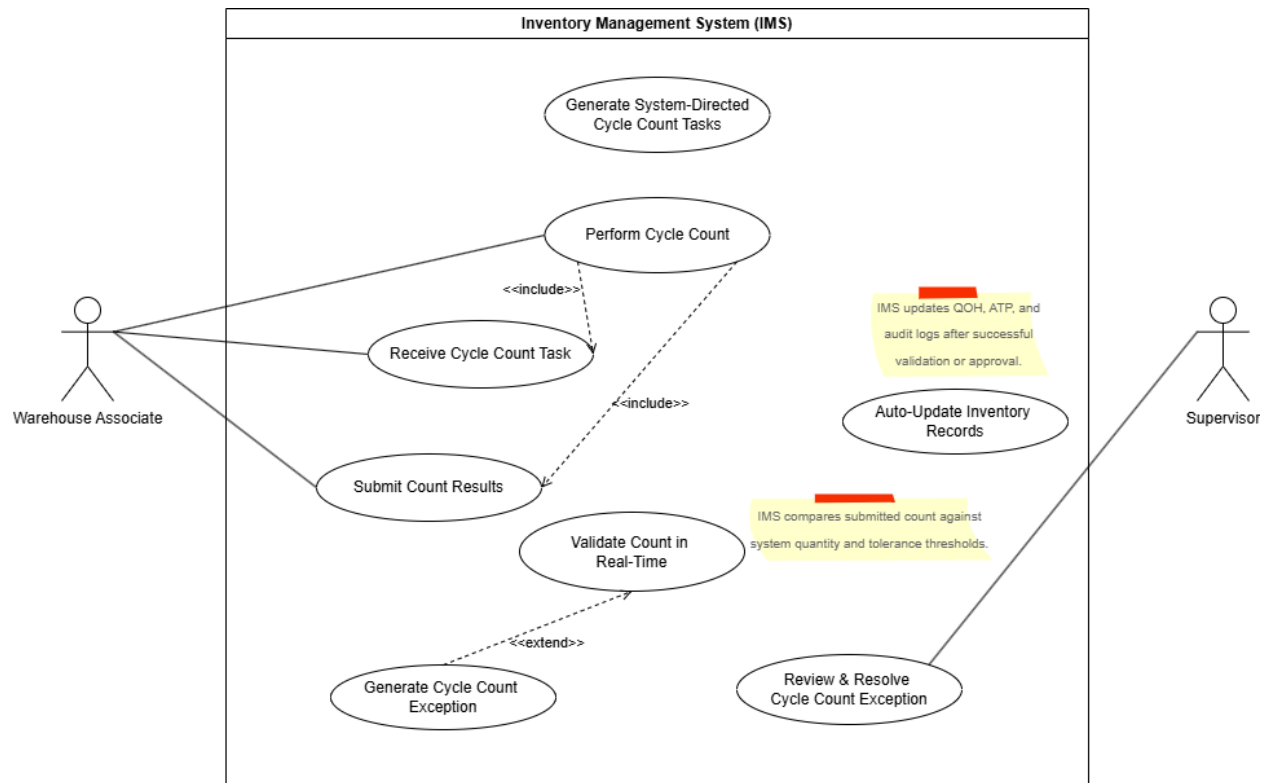 Inventory Management System (IMS)
Generate System-Directed
Cycle Count Tasks
Perform Cycle Count
<<include>>
IMS updates QOH, ATP, and
audit logs after successful
validation or approval.
Receive Cycle Count Task
<<include>>
Warehouse Associate
Auto-Update Inventory
Records
Supervisor
Submit Count Results
IMS compares submitted count against
system quantity and tolerance thresholds.
Validate Count in
Real-Time
<<extend>>
Generate Cycle Count
Exception
Review & Resolve
Cycle Count Exception